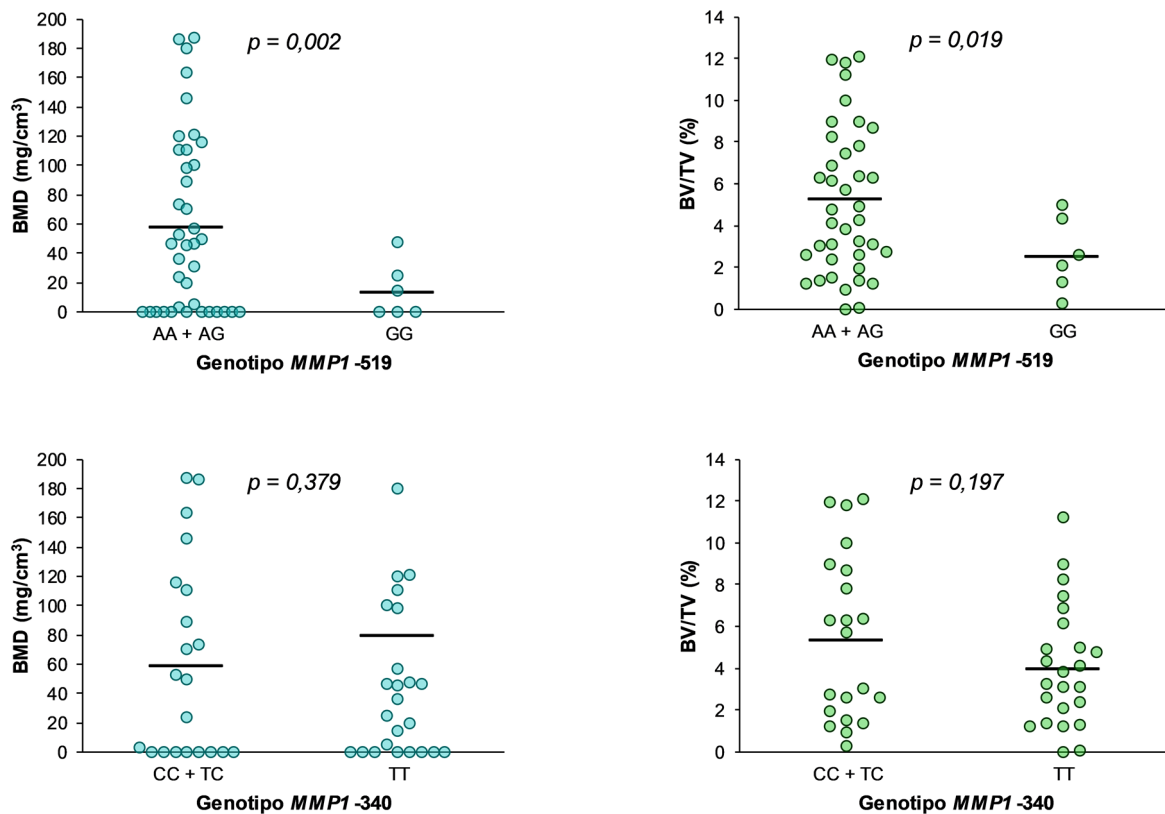 p = 0,002
BMD (mg/cm³)
200
180
160
140
120
100
80
60
40
20
0
AA + AG
GG
Genotipo MMP1 -519
p = 0,019
BV/TV (%)
14
12
10
8
6
4
2
0
AA + AG
GG
Genotipo MMP1 -519
p = 0,379
BMD (mg/cm³)
200
180
160
140
120
100
80
60
40
20
0
CC + TC
TT
Genotipo MMP1 -340
p = 0,197
BV/TV (%)
14
12
10
8
6
4
2
0
CC + TC
TT
Genotipo MMP1 -340